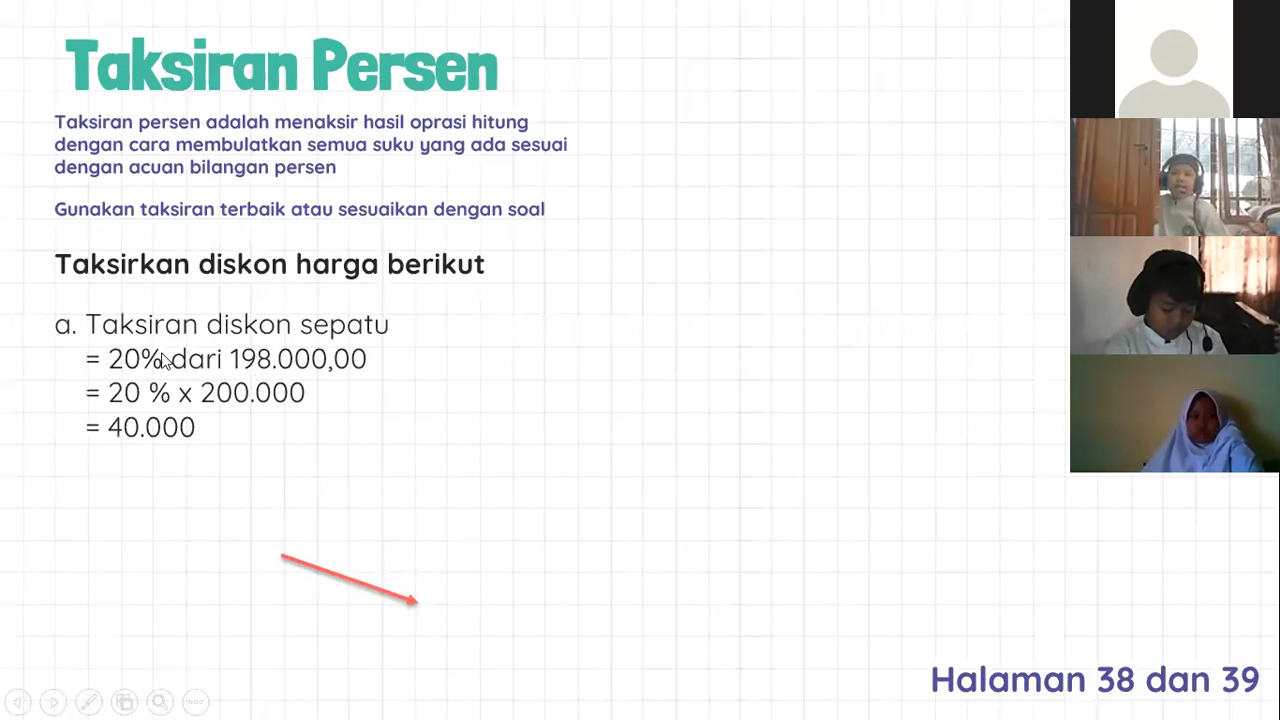 Taksiran Persen
Taksiran persen adalah menaksir hasil oprasi hitung
dengan cara membulatkan semua suku yang ada sesuai
dengan acuan bilangan persen
Gunakan taksiran terbaik atau sesuaikan dengan soal
Taksirkan diskon harga berikut
a. Taksiran diskon sepatu
= 20% dari 198.000,00
= 20 % x 200.000
= 40.000
Halaman 38 dan 39